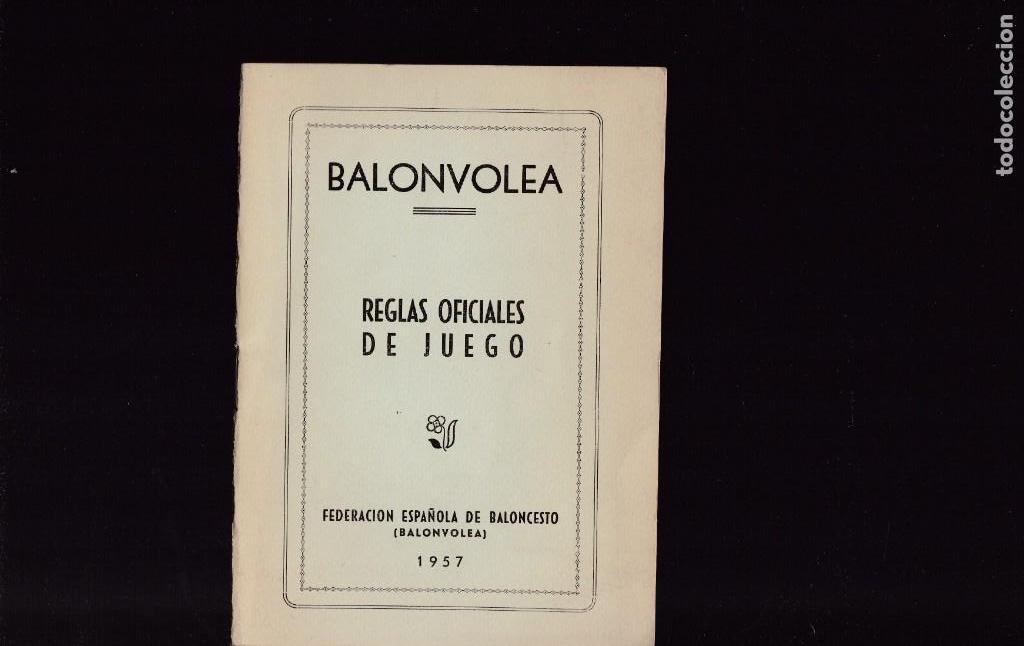 BALONVOLEA
REGLAS OFICIALES
DE JUEGO
FEDERACION ESPAÑOLA DE BALONCESTO
(BALONVOLEA)
1957
todocoleccion